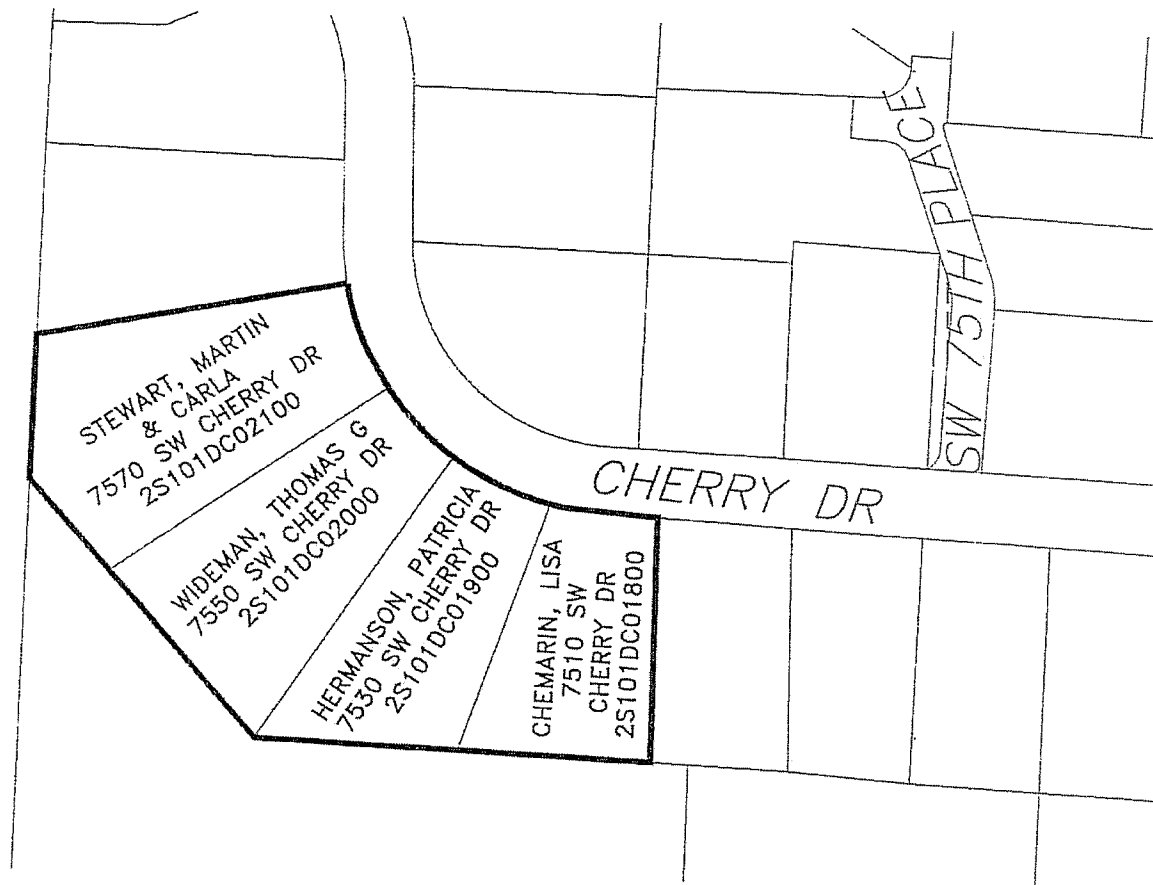 SW 75TH PLACE
STEWART, MARTIN
& CARLA
7570 SW CHERRY DR
2S101DC02100
WIDEMAN, THOMAS G
7550 SW CHERRY DR
2S101DC02000
HERMANSON, PATRICIA
7530 SW CHERRY DR
2S101DC01900
CHEMARIN, LISA
7510 SW
CHERRY DR
2S101DC01800
CHERRY DR